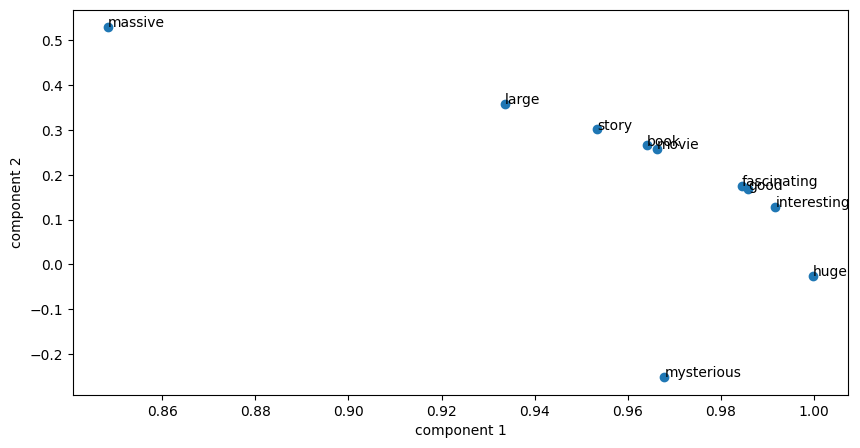 massive
0.5
0.4
large
0.3
story
book
movie
0.2
fascinating
good
interesting
0.1
0.0
huge
−0.1
−0.2
mysterious
component 2
0.86
0.88
0.90
0.92
0.94
0.96
0.98
1.00
component 1